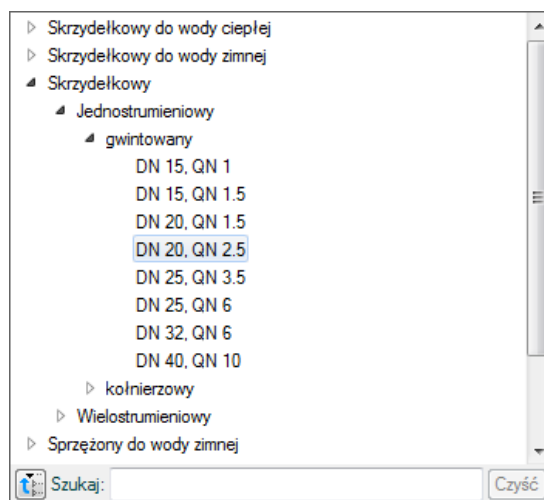 Skrzydełkowy do wody ciepłej
Skrzydełkowy do wody zimnej
Skrzydełkowy
Jednostrumieniowy
gwintowany
DN 15, QN 1
DN 15, QN 1.5
DN 20, QN 1.5
DN 20, QN 2.5
DN 25, QN 3.5
DN 25, QN 6
DN 32, QN 6
DN 40, QN 10
kołnierzowy
Wielostrumieniowy
Sprzężony do wody zimnej
Szukaj: Czyść